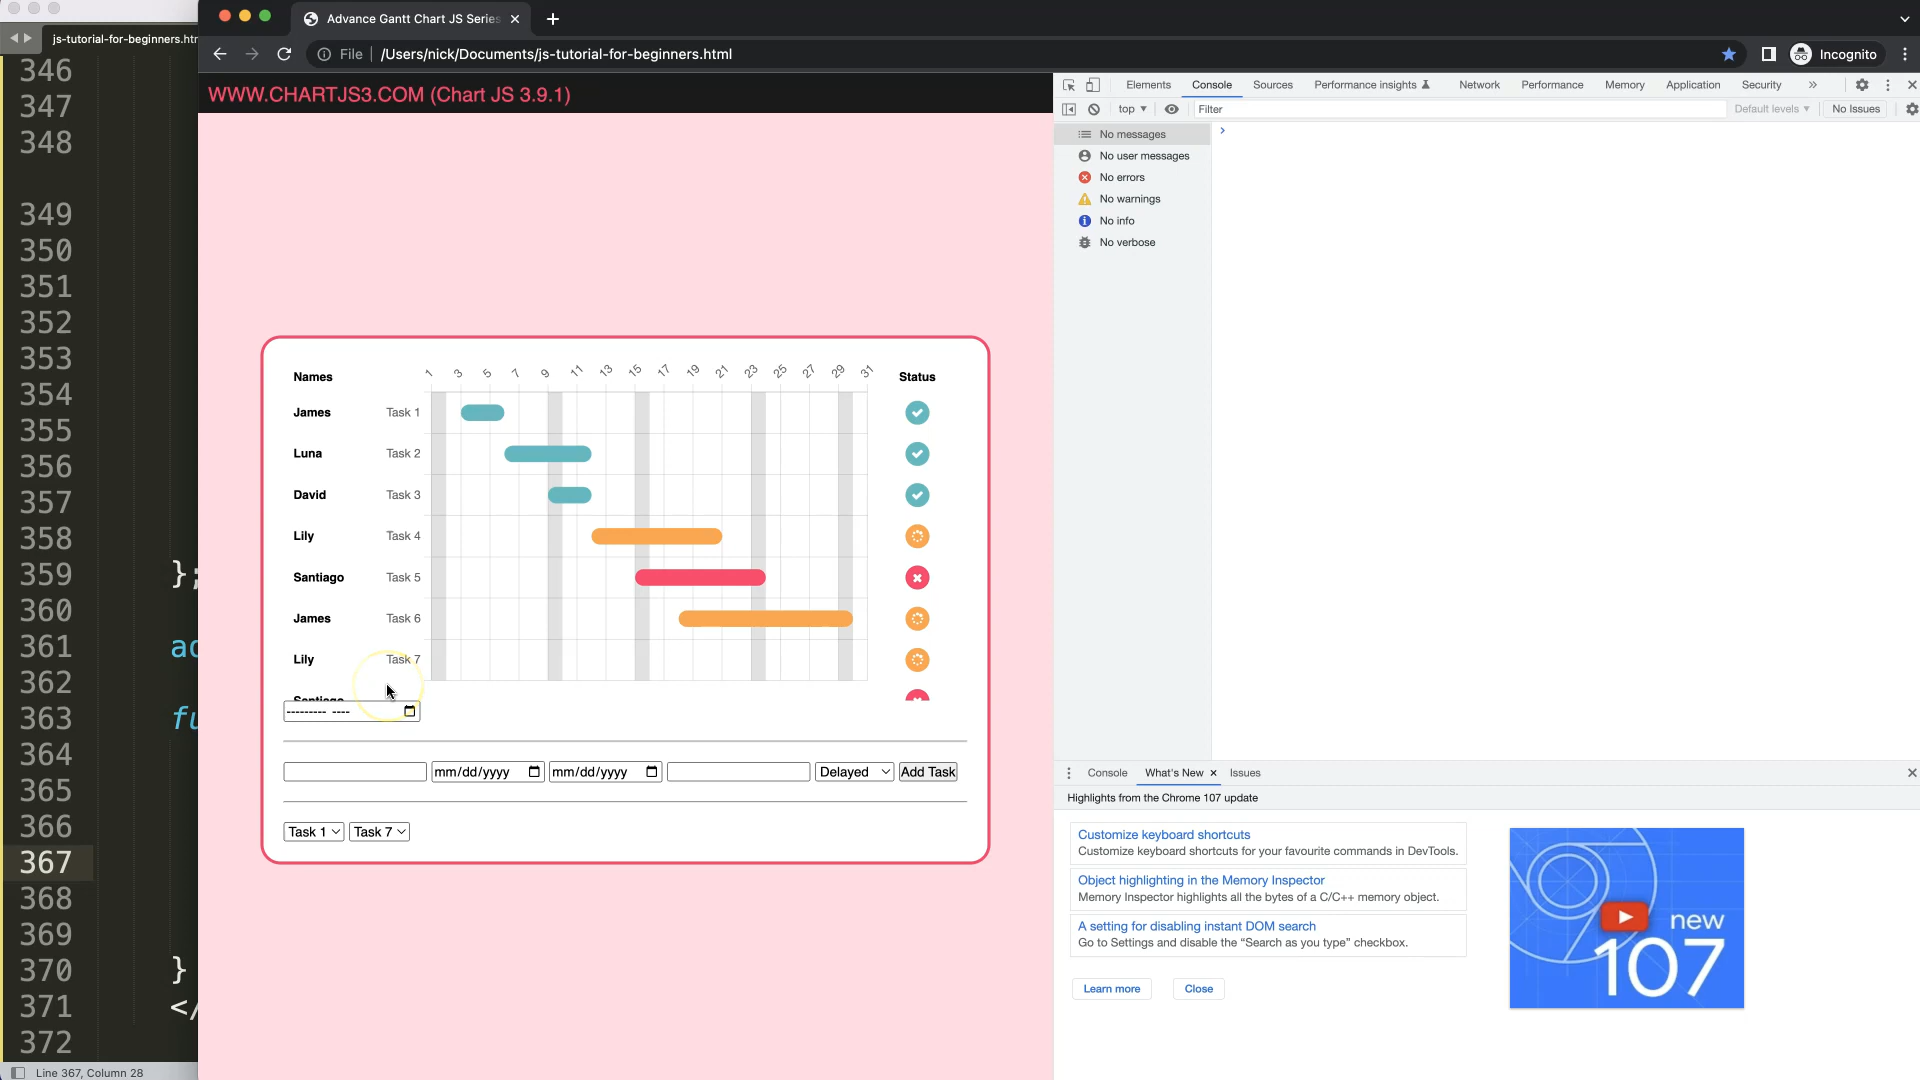 js-tutorial-for-beginners.htm
346
347
348
349
350
351
352
353
354
355
356
357
358
359 };
360
361 ad
362
363 fu
364
365
366
367
368
369
370 }
371 </
372
Line 367, Column 28
Advance Gantt Chart JS Series
File /Users/nick/Documents/js-tutorial-for-beginners.html
Incognito
WWW.CHARTJS3.COM (Chart JS 3.9.1)
Names 1 3 5 7 9 11 13 15 17 19 21 23 25 27 29 31 Status
James Task 1
Luna Task 2
David Task 3
Lily Task 4
Santiago Task 5
James Task 6
Lily Task 7
Santiago
--------- ----
mm/dd/yyyy mm/dd/yyyy Delayed Add Task
Task 1 Task 7
Elements Console Sources Performance insights Network Performance Memory Application Security »
top Filter Default levels No Issues
No messages
No user messages
No errors
No warnings
No info
No verbose
Console What's New Issues
Highlights from the Chrome 107 update
Customize keyboard shortcuts
Customize keyboard shortcuts for your favourite commands in DevTools.
Object highlighting in the Memory Inspector
Memory Inspector highlights all the bytes of a C/C++ memory object.
A setting for disabling instant DOM search
Go to Settings and disable the “Search as you type” checkbox.
Learn more Close
new
107